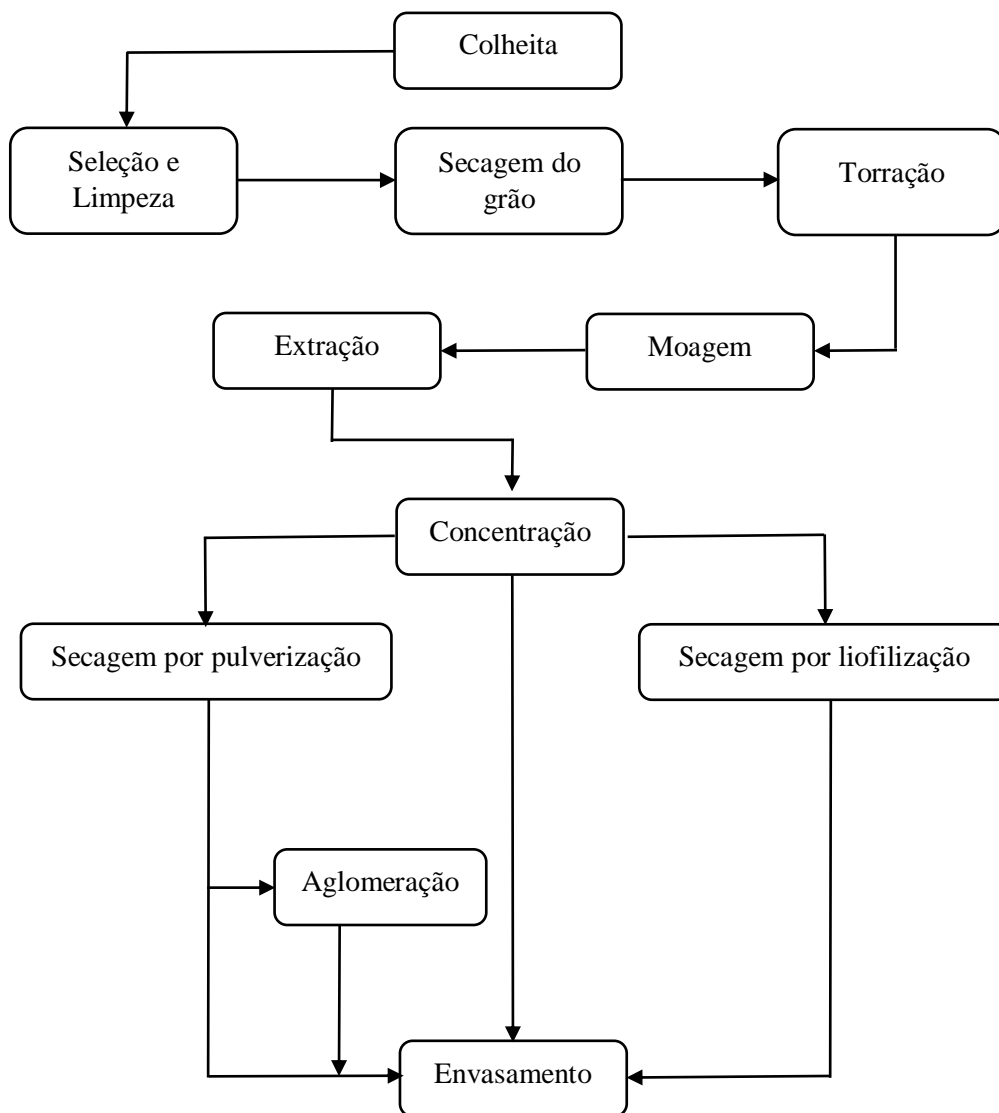 Colheita
Seleção e
Limpeza
Secagem do
grão
Torração
Moagem
Extração
Concentração
Secagem por pulverização
Secagem por liofilização
Aglomeração
Envasamento